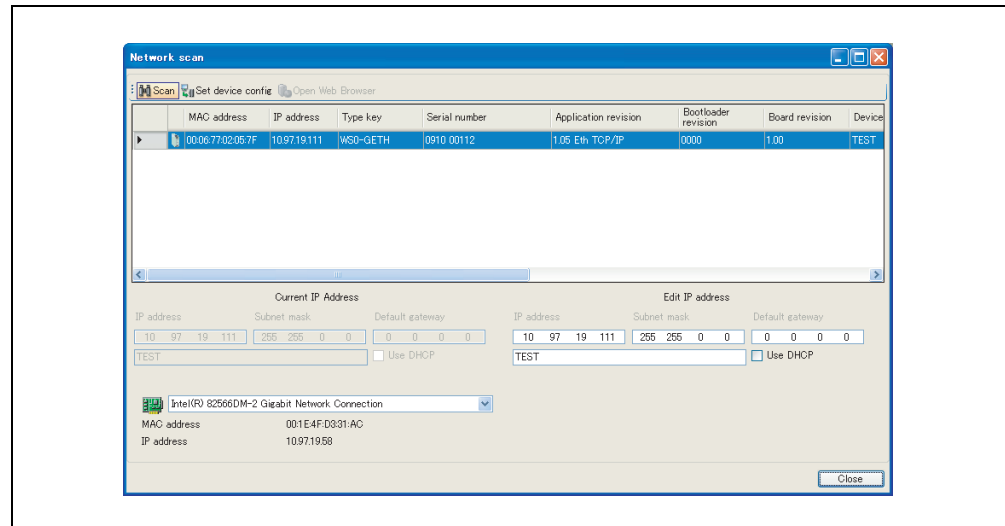 Network scan
Scan Set device config Open Web Browser
MAC address IP address Type key Serial number Application revision Bootloader revision Board revision Device
00:06:77:02:05:7F 10.97.19.111 WS0-GETH 0910 00112 1.05 Eth TCP/IP 0000 1.00 TEST
Current IP Address Edit IP address
IP address Subnet mask Default gateway IP address Subnet mask Default gateway
10 97 19 111 255 255 0 0 0 0 0 0 10 97 19 111 255 255 0 0 0 0 0 0
TEST Use DHCP TEST Use DHCP
Intel(R) 82566DM-2 Gigabit Network Connection
MAC address 00:1E:4F:D3:31:AC
IP address 10.97.19.58
Close